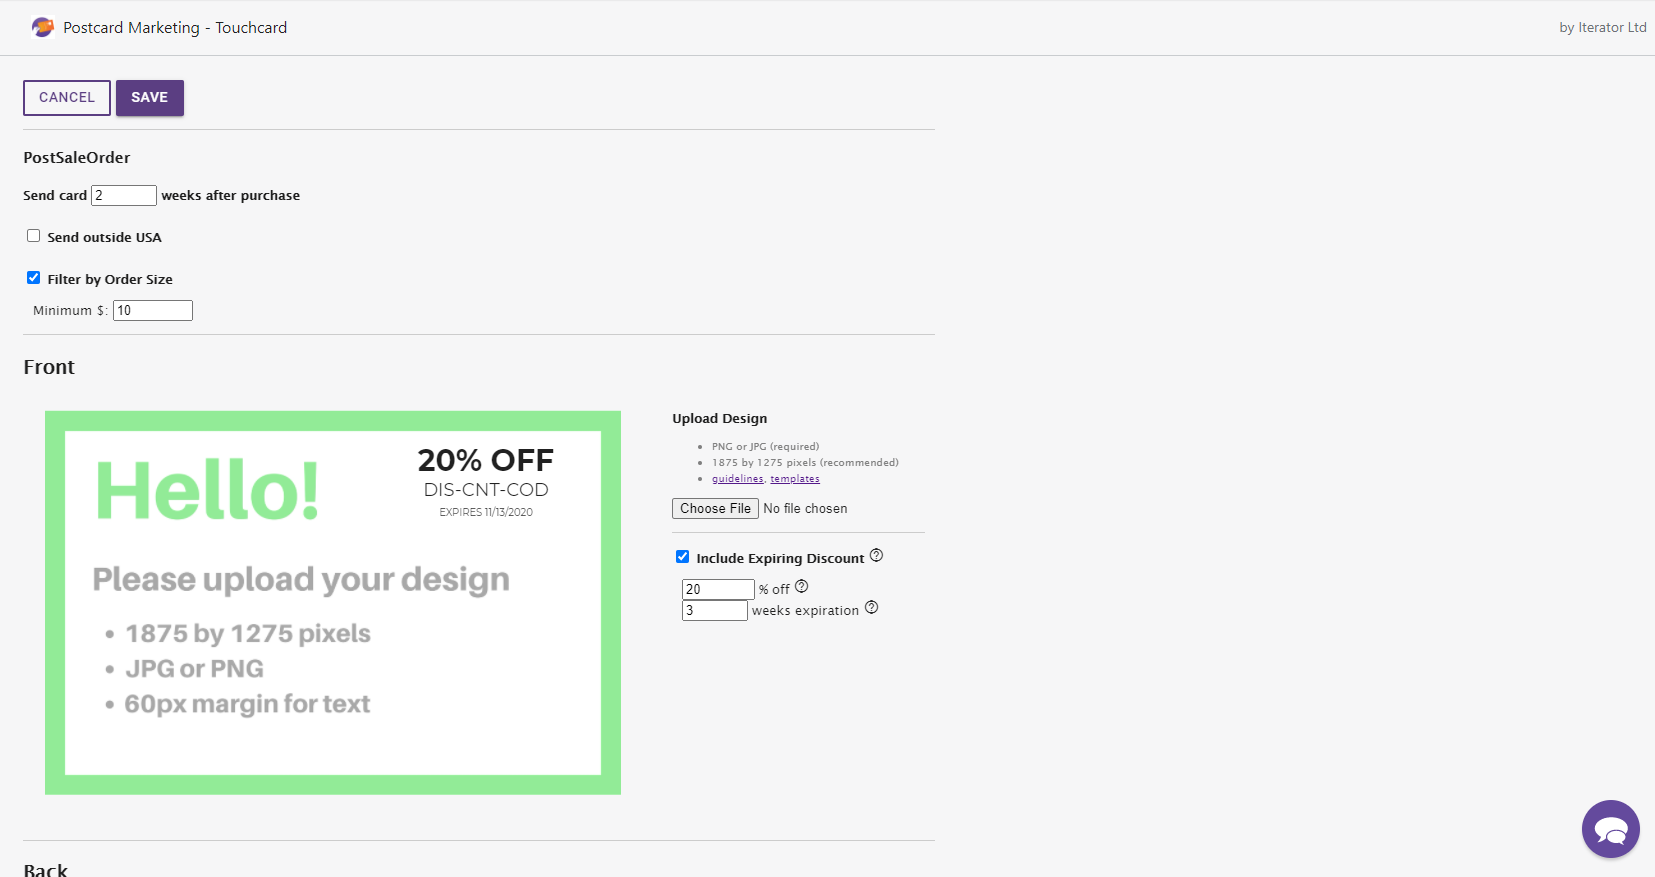 Postcard Marketing - Touchcard
by Iterator Ltd
CANCEL SAVE
PostSaleOrder
Send card 2 weeks after purchase
Send outside USA
Filter by Order Size
Minimum $: 10
Front
Hello!
20% OFF
DIS-CNT-COD
EXPIRES 11/13/2020
Please upload your design
• 1875 by 1275 pixels
• JPG or PNG
• 60px margin for text
Upload Design
• PNG or JPG (required)
• 1875 by 1275 pixels (recommended)
• guidelines, templates
Choose File No file chosen
Include Expiring Discount ?
20 % off ?
3 weeks expiration ?
Back